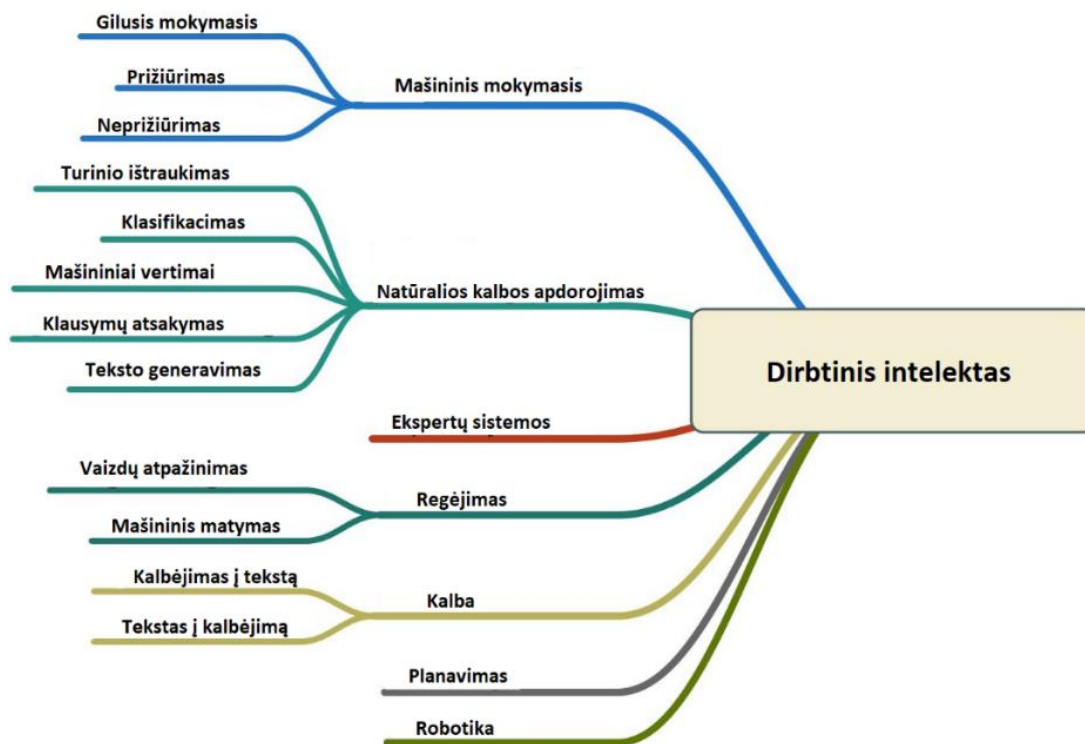 Gilusis mokymasis
Prižiūrimas
Neprižiūrimas
Mašininis mokymasis
Turinio ištraukimas
Klasifikacimas
Mašininiai vertimai
Klausymų atsakymas
Teksto generavimas
Natūralios kalbos apdorojimas
Dirbtinis intelektas
Ekspertų sistemos
Vaizdų atpažinimas
Mašininis matymas
Regėjimas
Kalbėjimas į tekstą
Tekstas į kalbėjimą
Kalba
Planavimas
Robotika